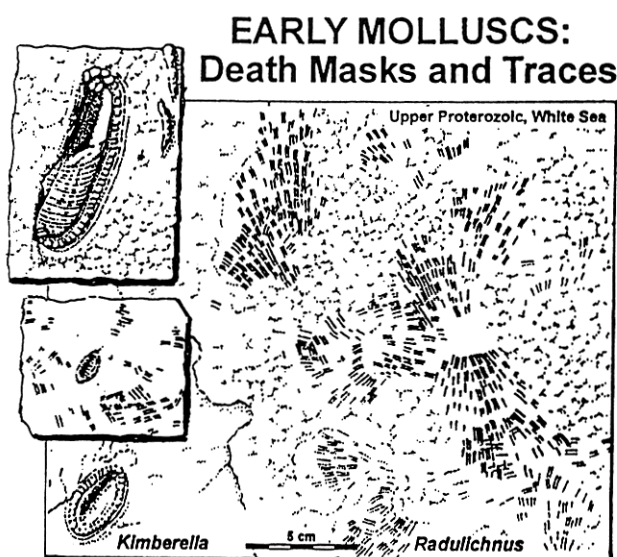 EARLY MOLLUSCS:
Death Masks and Traces
Upper Proterozoic, White Sea
Kimberella
5 cm
Radulichnus